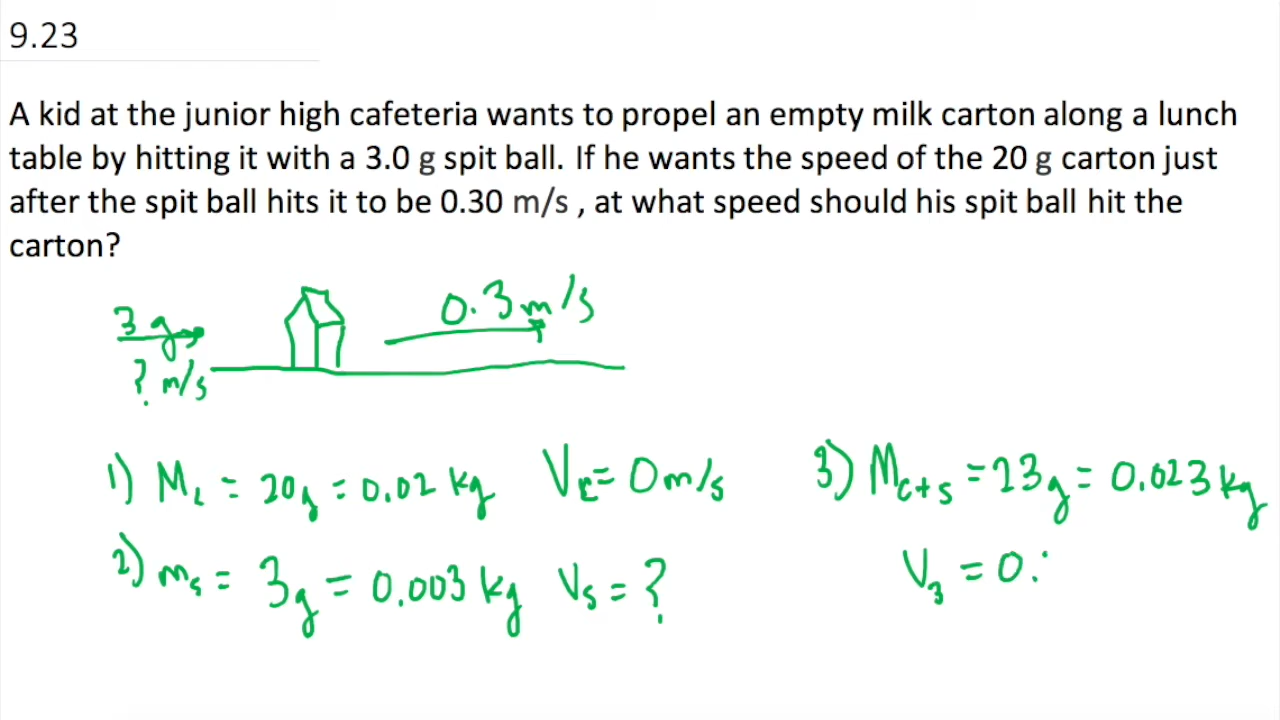 9.23
A kid at the junior high cafeteria wants to propel an empty milk carton along a lunch
table by hitting it with a 3.0 g spit ball. If he wants the speed of the 20 g carton just
after the spit ball hits it to be 0.30 m/s , at what speed should his spit ball hit the
carton?
3 g
? m/s
0.3 m/s
1) Mc = 20g = 0.02 kg Vc = 0 m/s
2) ms = 3g = 0.003 kg Vs = ?
3) Mc+s = 23g = 0.023 kg
V3 = 0.